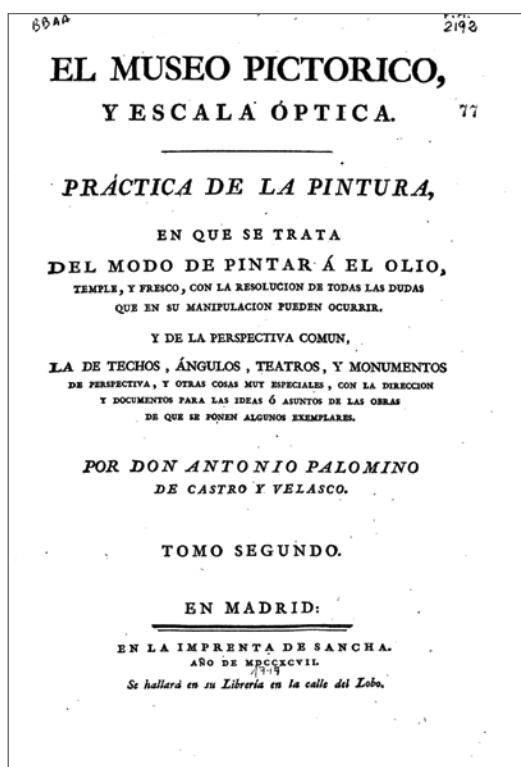 BBAA
2192
EL MUSEO PICTORICO,
Y ESCALA ÓPTICA.
77
PRÁCTICA DE LA PINTURA,
EN QUE SE TRATA
DEL MODO DE PINTAR Á EL OLIO,
TEMPLE, Y FRESCO, CON LA RESOLUCION DE TODAS LAS DUDAS
QUE EN SU MANIPULACION PUEDEN OCURRIR.
Y DE LA PERSPECTIVA COMUN,
LA DE TECHOS, ÁNGULOS, TEATROS, Y MONUMENTOS
DE PERSPECTIVA, Y OTRAS COSAS MUY ESPECIALES, CON LA DIRECCION
Y DOCUMENTOS PARA LAS IDEAS Ó ASUNTOS DE LAS OBRAS
DE QUE SE PONEN ALGUNOS EXEMPLARES.
POR DON ANTONIO PALOMINO
DE CASTRO Y VELASCO.
TOMO SEGUNDO.
EN MADRID:
EN LA IMPRENTA DE SANCHA.
AÑO DE MDCCXCVII.
Se hallará en su Librería en la calle del Lobo.